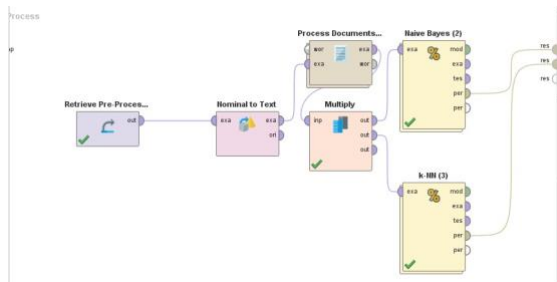 Process
Process Documents...
wor
exa
exa
wor
Naive Bayes (2)
exa
mod
exa
tes
per
per
res
res
res
Retrieve Pre-Proces...
out
Nominal to Text
exa
exa
ori
Multiply
inp
out
out
out
k-NN (3)
exa
mod
exa
tes
per
per